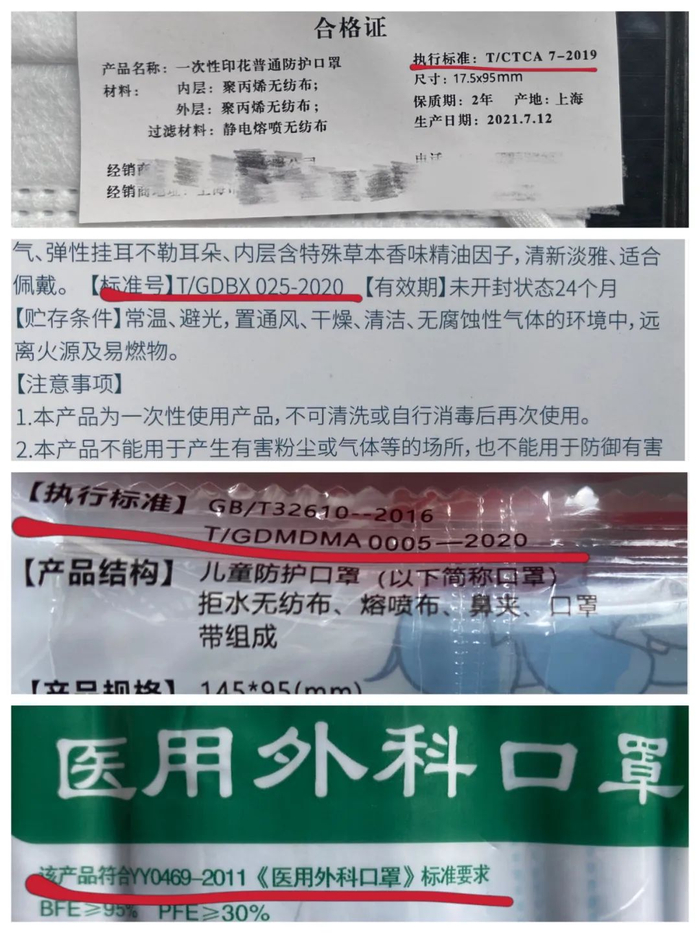 合格证
产品名称：一次性印花普通防护口罩
材料：内层：聚丙烯无纺布；
外层：聚丙烯无纺布；
过滤材料：静电熔喷无纺布
经销商
经销商
执行标准：T/CTCA 7-2019
尺寸：17.5x95mm
保质期：2年 产地：上海
生产日期：2021.7.12
气、弹性挂耳不勒耳朵、内层含特殊草本香味精油因子，清新淡雅、适合
佩戴。【标准号】T/GDBX 025-2020 【有效期】未开封状态24个月
【贮存条件】常温、避光，置通风、干燥、清洁、无腐蚀性气体的环境中，远
离火源及易燃物。
【注意事项】
1.本产品为一次性使用产品，不可清洗或自行消毒后再次使用。
2.本产品不能用于产生有害粉尘或气体等的场所，也不能用于防御有害
【执行标准】GB/T32610--2016
T/GDMDMA 0005—2020
【产品结构】儿童防护口罩（以下简称口罩）
拒水无纺布、熔喷布、鼻夹、口罩
带组成
【产品规格】145*95(mm)
医用外科口罩
该产品符合YY0469-2011《医用外科口罩》标准要求
BFE≥95% PFE≥30%